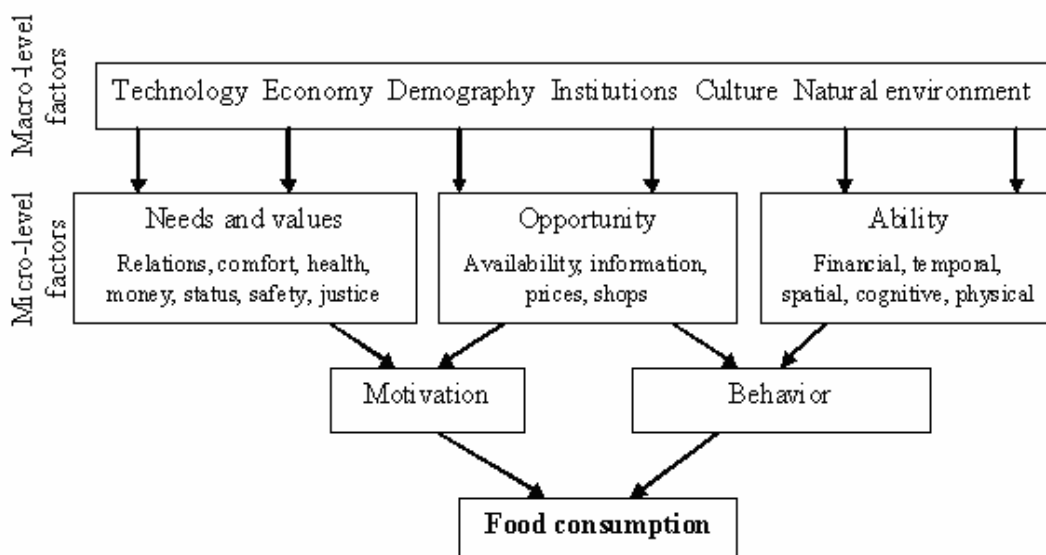 Macro-level
factors
Technology Economy Demography Institutions Culture Natural environment
Micro-level
factors
Needs and values
Relations, comfort, health,
money, status, safety, justice
Opportunity
Availability, information,
prices, shops
Ability
Financial, temporal,
spatial, cognitive, physical
Motivation
Behavior
Food consumption